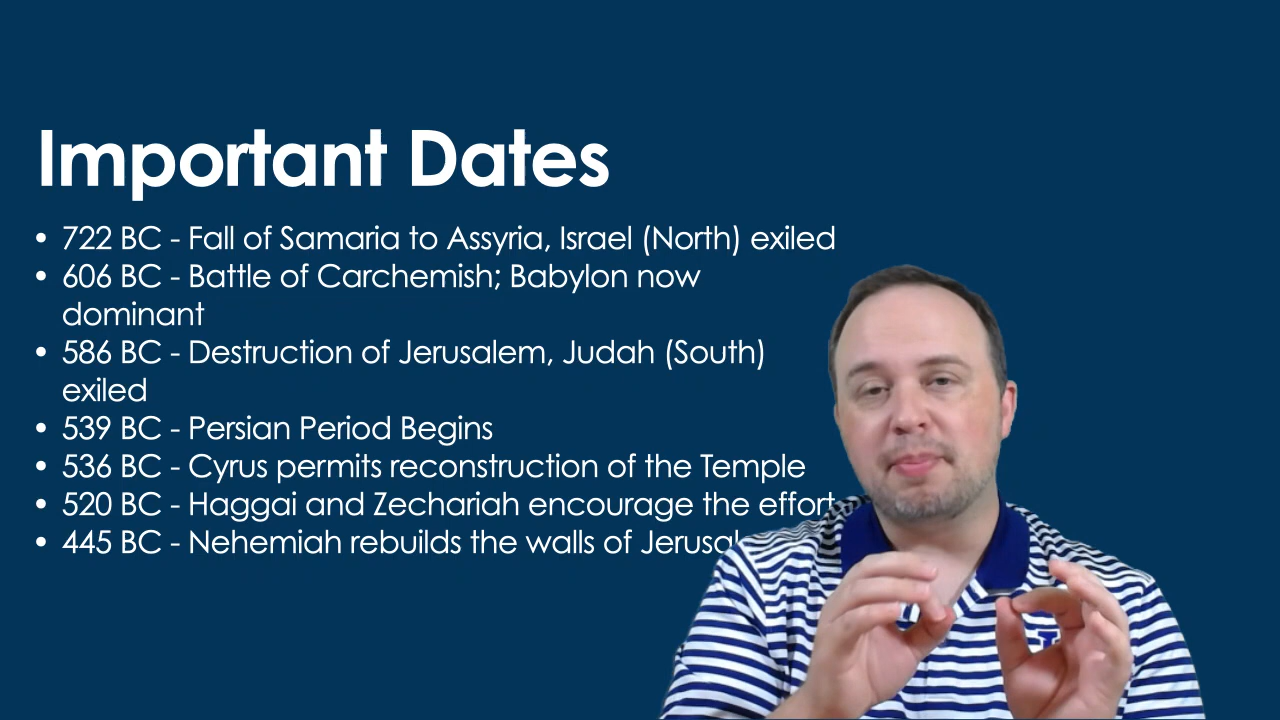 Important Dates
• 722 BC - Fall of Samaria to Assyria, Israel (North) exiled
• 606 BC - Battle of Carchemish; Babylon now
dominant
• 586 BC - Destruction of Jerusalem, Judah (South)
exiled
• 539 BC - Persian Period Begins
• 536 BC - Cyrus permits reconstruction of the Temple
• 520 BC - Haggai and Zechariah encourage the effort
• 445 BC - Nehemiah rebuilds the walls of